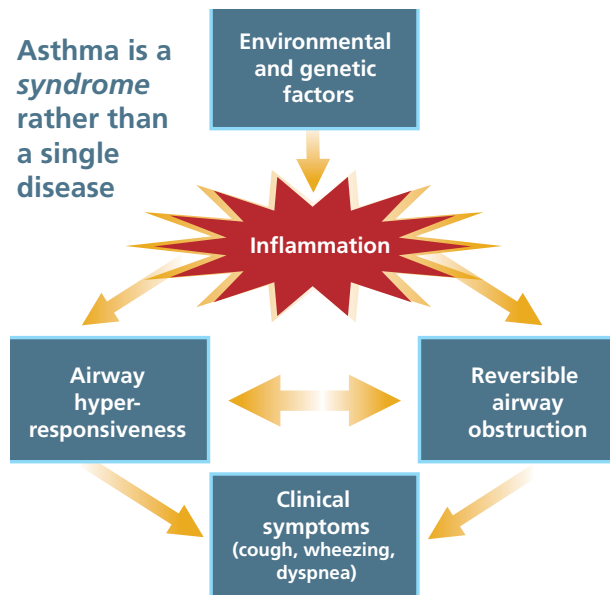 Asthma is a
syndrome
rather than
a single
disease
Environmental
and genetic
factors
Inflammation
Airway
hyper-
responsiveness
Reversible
airway
obstruction
Clinical
symptoms
(cough, wheezing,
dyspnea)